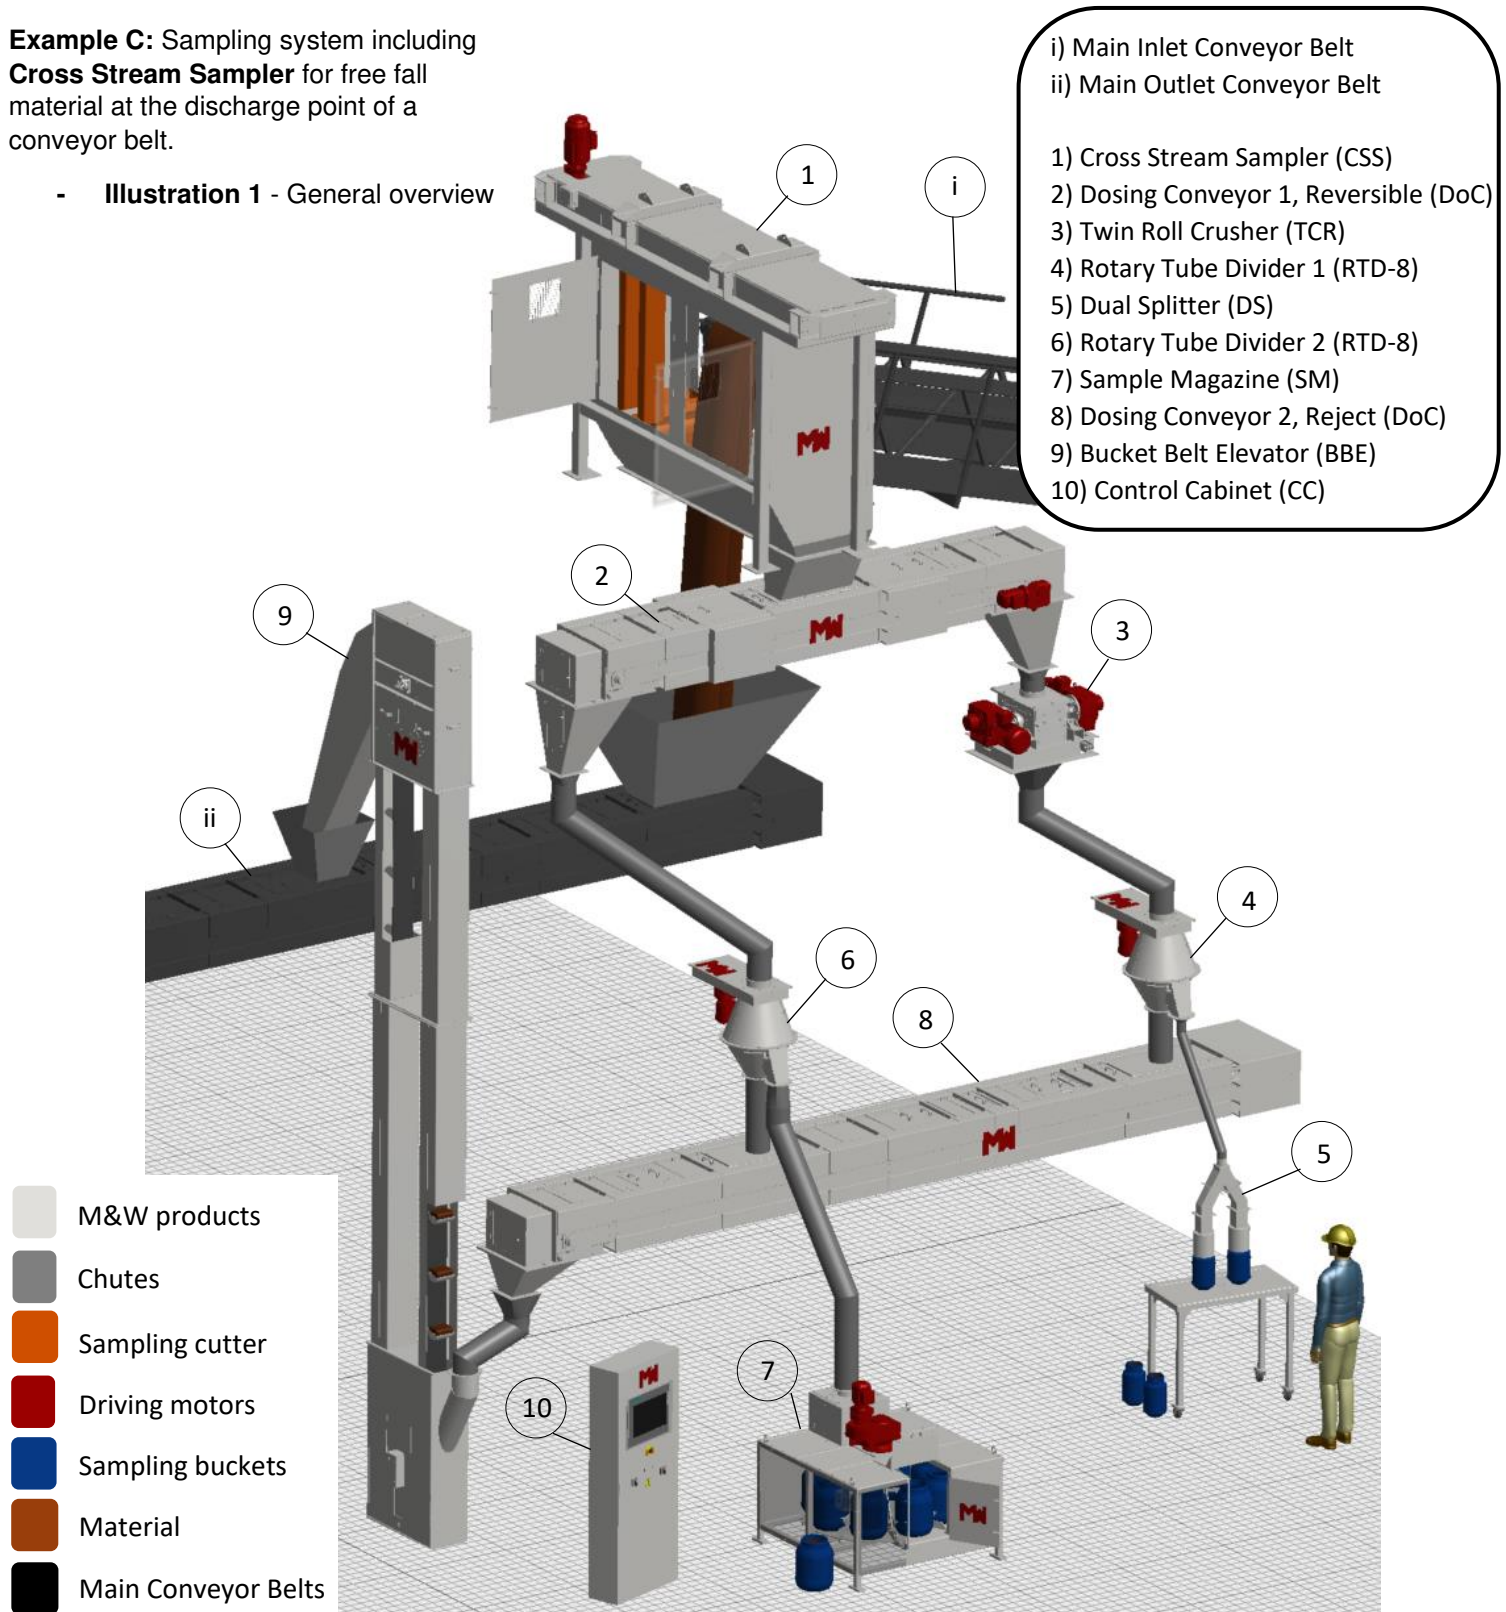 Example C: Sampling system including
Cross Stream Sampler for free fall
material at the discharge point of a
conveyor belt.
- Illustration 1 - General overview
i) Main Inlet Conveyor Belt
ii) Main Outlet Conveyor Belt
1) Cross Stream Sampler (CSS)
2) Dosing Conveyor 1, Reversible (DoC)
3) Twin Roll Crusher (TCR)
4) Rotary Tube Divider 1 (RTD-8)
5) Dual Splitter (DS)
6) Rotary Tube Divider 2 (RTD-8)
7) Sample Magazine (SM)
8) Dosing Conveyor 2, Reject (DoC)
9) Bucket Belt Elevator (BBE)
10) Control Cabinet (CC)
1
i
MW
2
9
MW
3
MW
ii
4
MW
6
MW
8
MW
5
7
10
MW
MW
M&W products
Chutes
Sampling cutter
Driving motors
Sampling buckets
Material
Main Conveyor Belts